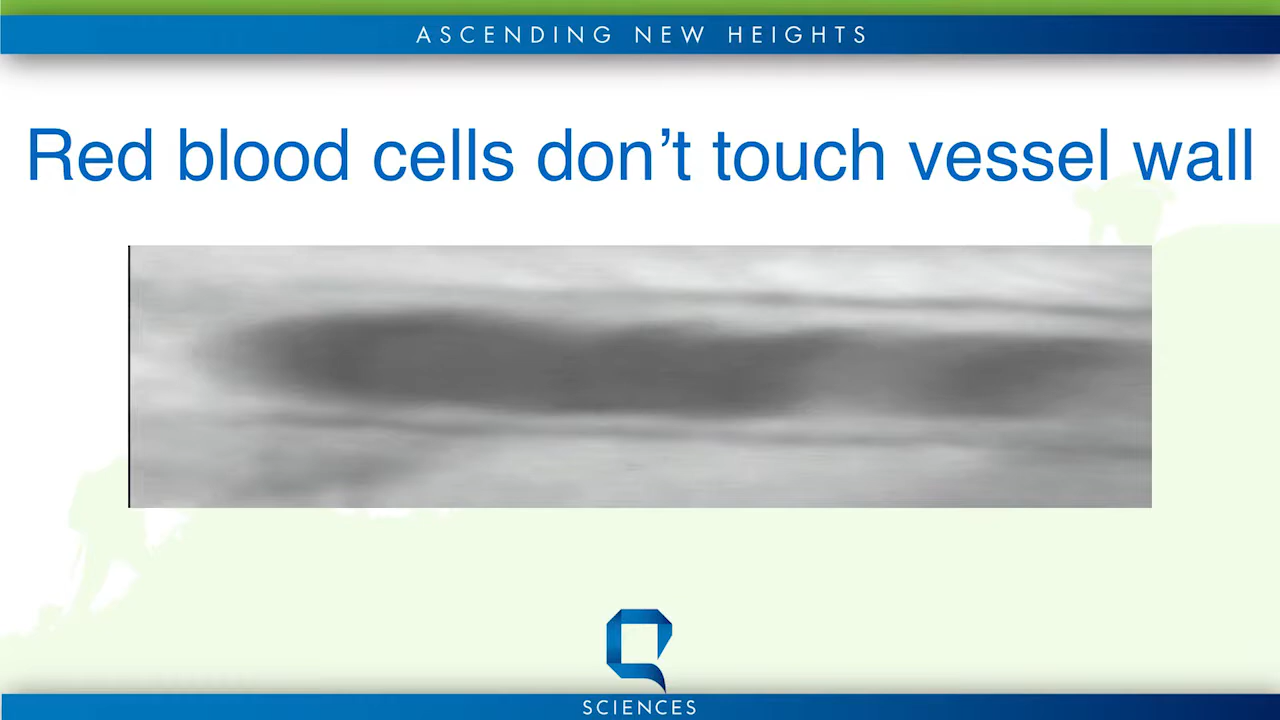 ASCENDING NEW HEIGHTS
Red blood cells don’t touch vessel wall
SCIENCES